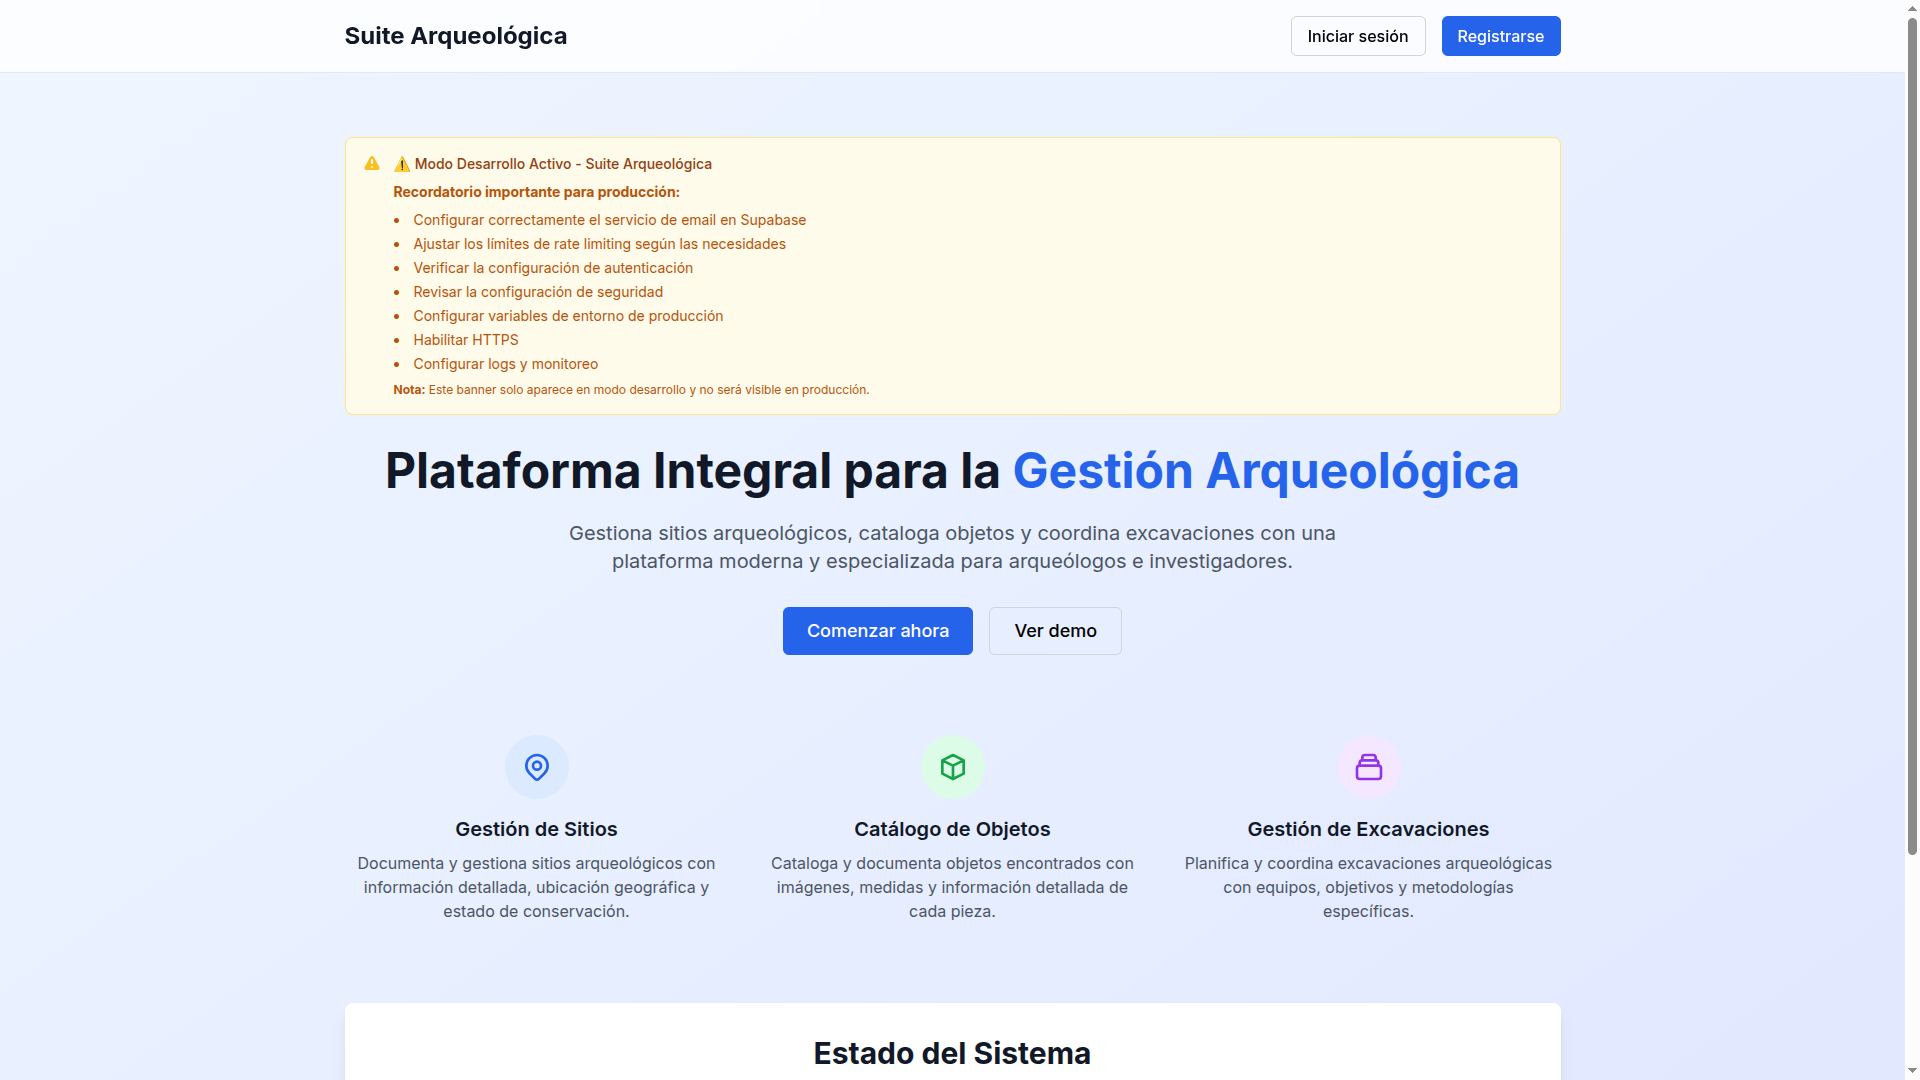 Suite Arqueológica
Iniciar sesión
Registrarse
⚠️ Modo Desarrollo Activo - Suite Arqueológica
Recordatorio importante para producción:
• Configurar correctamente el servicio de email en Supabase
• Ajustar los límites de rate limiting según las necesidades
• Verificar la configuración de autenticación
• Revisar la configuración de seguridad
• Configurar variables de entorno de producción
• Habilitar HTTPS
• Configurar logs y monitoreo
Nota: Este banner solo aparece en modo desarrollo y no será visible en producción.
Plataforma Integral para la Gestión Arqueológica
Gestiona sitios arqueológicos, cataloga objetos y coordina excavaciones con una
plataforma moderna y especializada para arqueólogos e investigadores.
Comenzar ahora
Ver demo
Gestión de Sitios
Documenta y gestiona sitios arqueológicos con
información detallada, ubicación geográfica y
estado de conservación.
Catálogo de Objetos
Cataloga y documenta objetos encontrados con
imágenes, medidas y información detallada de
cada pieza.
Gestión de Excavaciones
Planifica y coordina excavaciones arqueológicas
con equipos, objetivos y metodologías
específicas.
Estado del Sistema